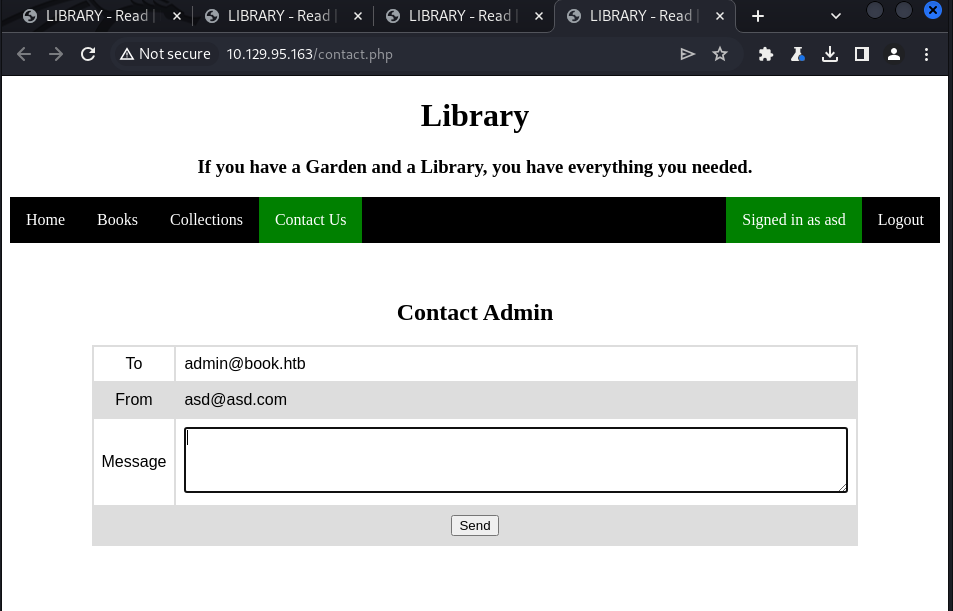 LIBRARY - Read | LIBRARY - Read | LIBRARY - Read | LIBRARY - Read |
Not secure 10.129.95.163/contact.php
Library
If you have a Garden and a Library, you have everything you needed.
Home Books Collections Contact Us Signed in as asd Logout
Contact Admin
To admin@book.htb
From asd@asd.com
Message
Send